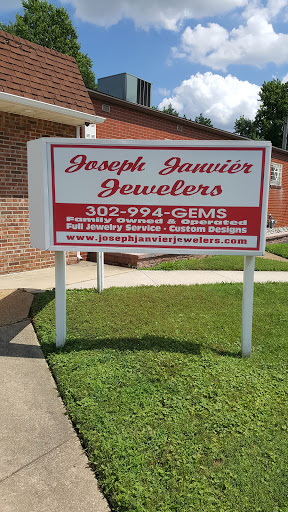 Joseph Janviér
Jewelers
302-994-GEMS
Family Owned & Operated
Full Jewelry Service - Custom Designs
www.josephjanvierjewelers.com